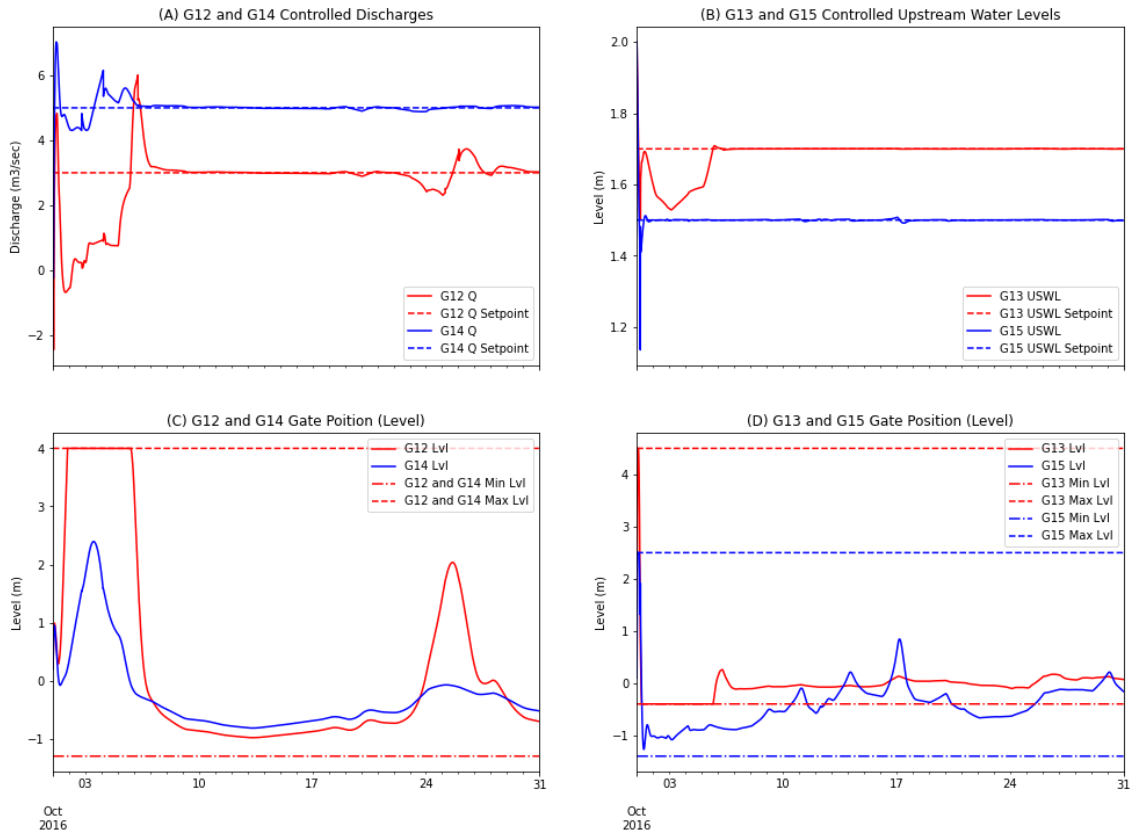 (A) G12 and G14 Controlled Discharges
6
4
2
0
−2
Discharge (m3/sec)
G12 Q
G12 Q Setpoint
G14 Q
G14 Q Setpoint
(B) G13 and G15 Controlled Upstream Water Levels
2.0
1.8
1.6
1.4
1.2
Level (m)
G13 USWL
G13 USWL Setpoint
G15 USWL
G15 USWL Setpoint
(C) G12 and G14 Gate Poition (Level)
4
3
2
1
0
−1
Level (m)
G12 Lvl
G14 Lvl
G12 and G14 Min Lvl
G12 and G14 Max Lvl
03
10
17
24
31
Oct
2016
(D) G13 and G15 Gate Position (Level)
4
3
2
1
0
−1
Level (m)
G13 Lvl
G15 Lvl
G13 Min Lvl
G13 Max Lvl
G15 Min Lvl
G15 Max Lvl
03
10
17
24
31
Oct
2016